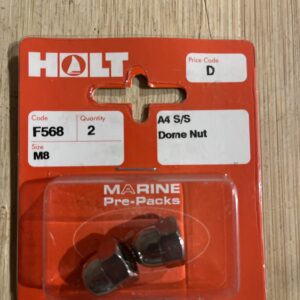 HOLT
Price Code
D
Code
Quantity
F568
2
Size
M8
A4 S/S
Dome Nut
MARINE
Pre-Packs